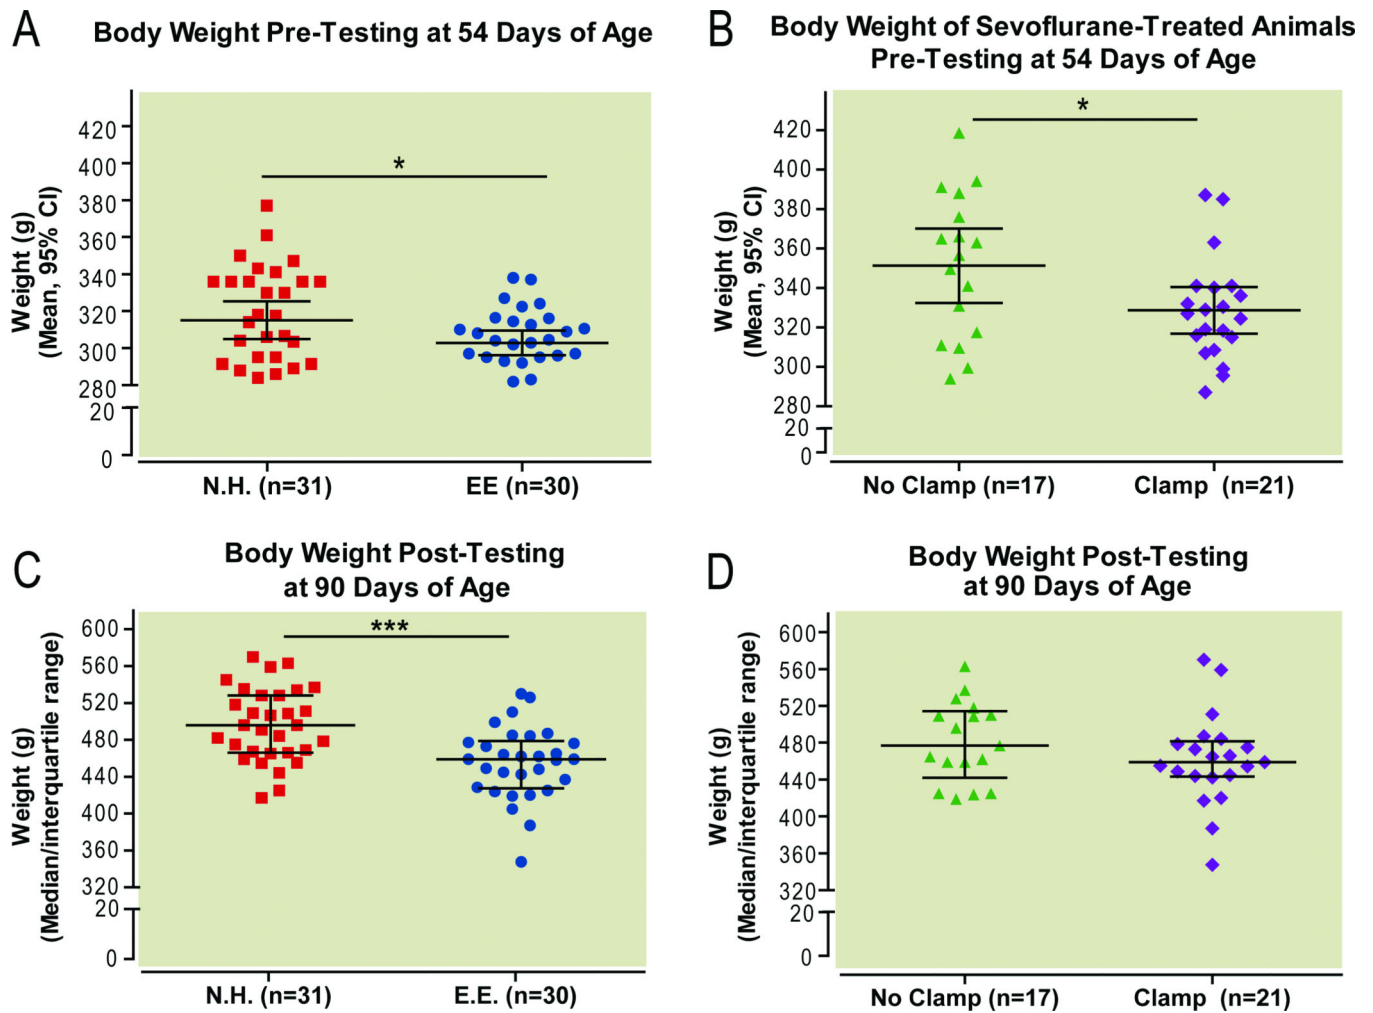 A
Body Weight Pre-Testing at 54 Days of Age
Weight (g)
(Mean, 95% CI)
420
400
380
360
340
320
300
280
20
0
*
N.H. (n=31)
EE (n=30)
B
Body Weight of Sevoflurane-Treated Animals
Pre-Testing at 54 Days of Age
Weight (g)
(Mean, 95% CI)
420
400
380
360
340
320
300
280
20
0
*
No Clamp (n=17)
Clamp (n=21)
C
Body Weight Post-Testing
at 90 Days of Age
Weight (g)
(Median/interquartile range)
600
560
520
480
440
400
360
320
20
0
***
N.H. (n=31)
E.E. (n=30)
D
Body Weight Post-Testing
at 90 Days of Age
Weight (g)
(Median/interquartile range)
600
560
520
480
440
400
360
320
20
0
No Clamp (n=17)
Clamp (n=21)